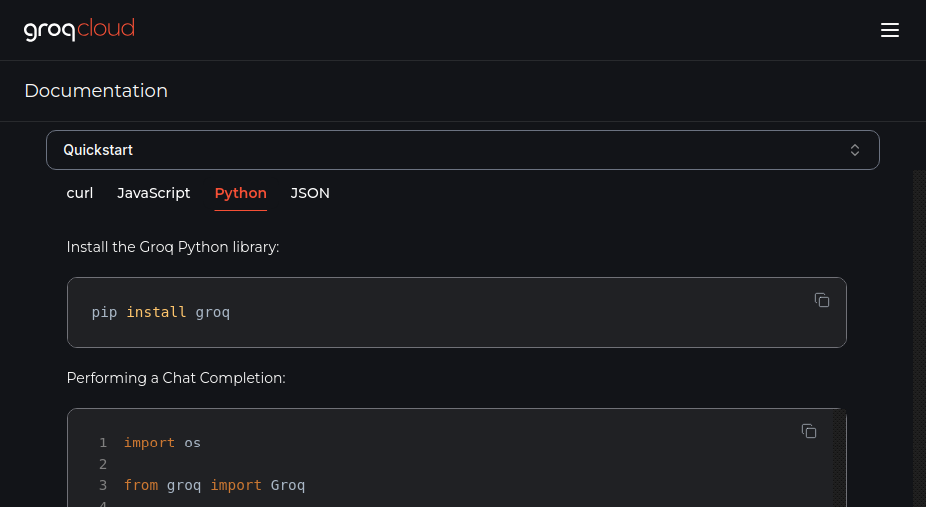 groqcloud
Documentation
Quickstart
curl JavaScript Python JSON
Install the Groq Python library:
pip install groq
Performing a Chat Completion:
1 import os
2
3 from groq import Groq
4